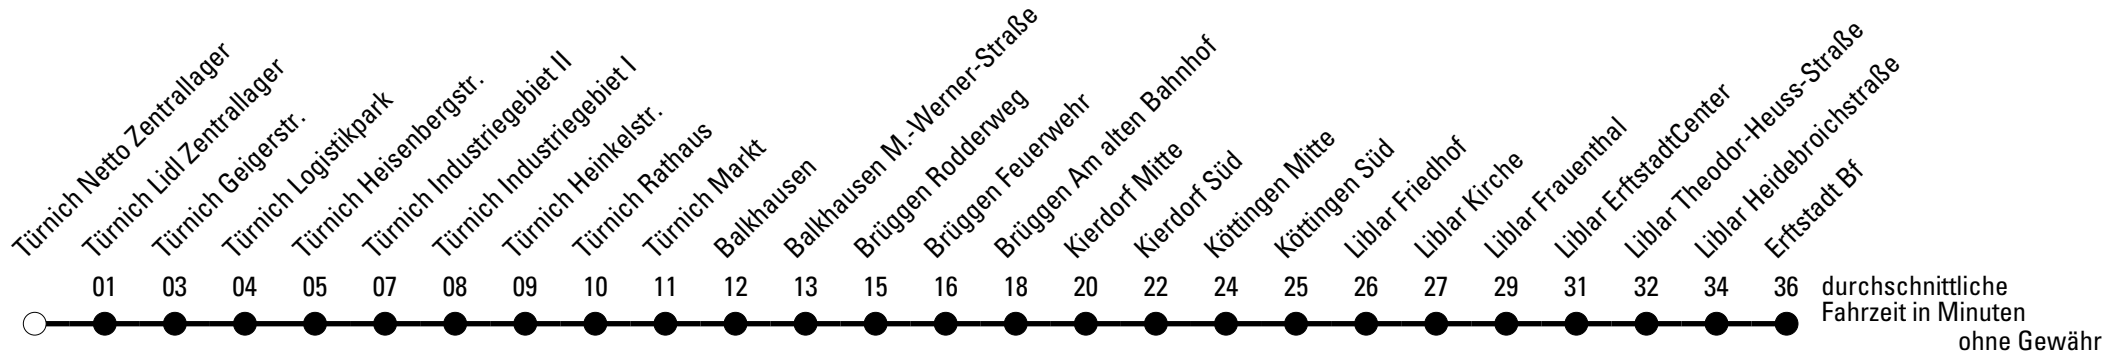 Türnich Netto Zentrallager
Türnich Lidl Zentrallager
Türnich Geigerstr.
Türnich Logistikpark
Türnich Heisenbergstr.
Türnich Industriegebiet II
Türnich Industriegebiet I
Türnich Heinkelstr.
Türnich Rathaus
Türnich Markt
Balkhausen
Balkhausen M.-Werner-Straße
Brüggen Rodderweg
Brüggen Feuerwehr
Brüggen Am alten Bahnhof
Kierdorf Mitte
Kierdorf Süd
Köttingen Mitte
Köttingen Süd
Liblar Friedhof
Liblar Kirche
Liblar Frauenthal
Liblar ErftstadtCenter
Liblar Theodor-Heuss-Straße
Liblar Heidebroichstraße
Erftstadt Bf
01 03 04 05 07 08 09 10 11 12 13 15 16 18 20 22 24 25 26 27 29 31 32 34 36
durchschnittliche
Fahrzeit in Minuten
ohne Gewähr